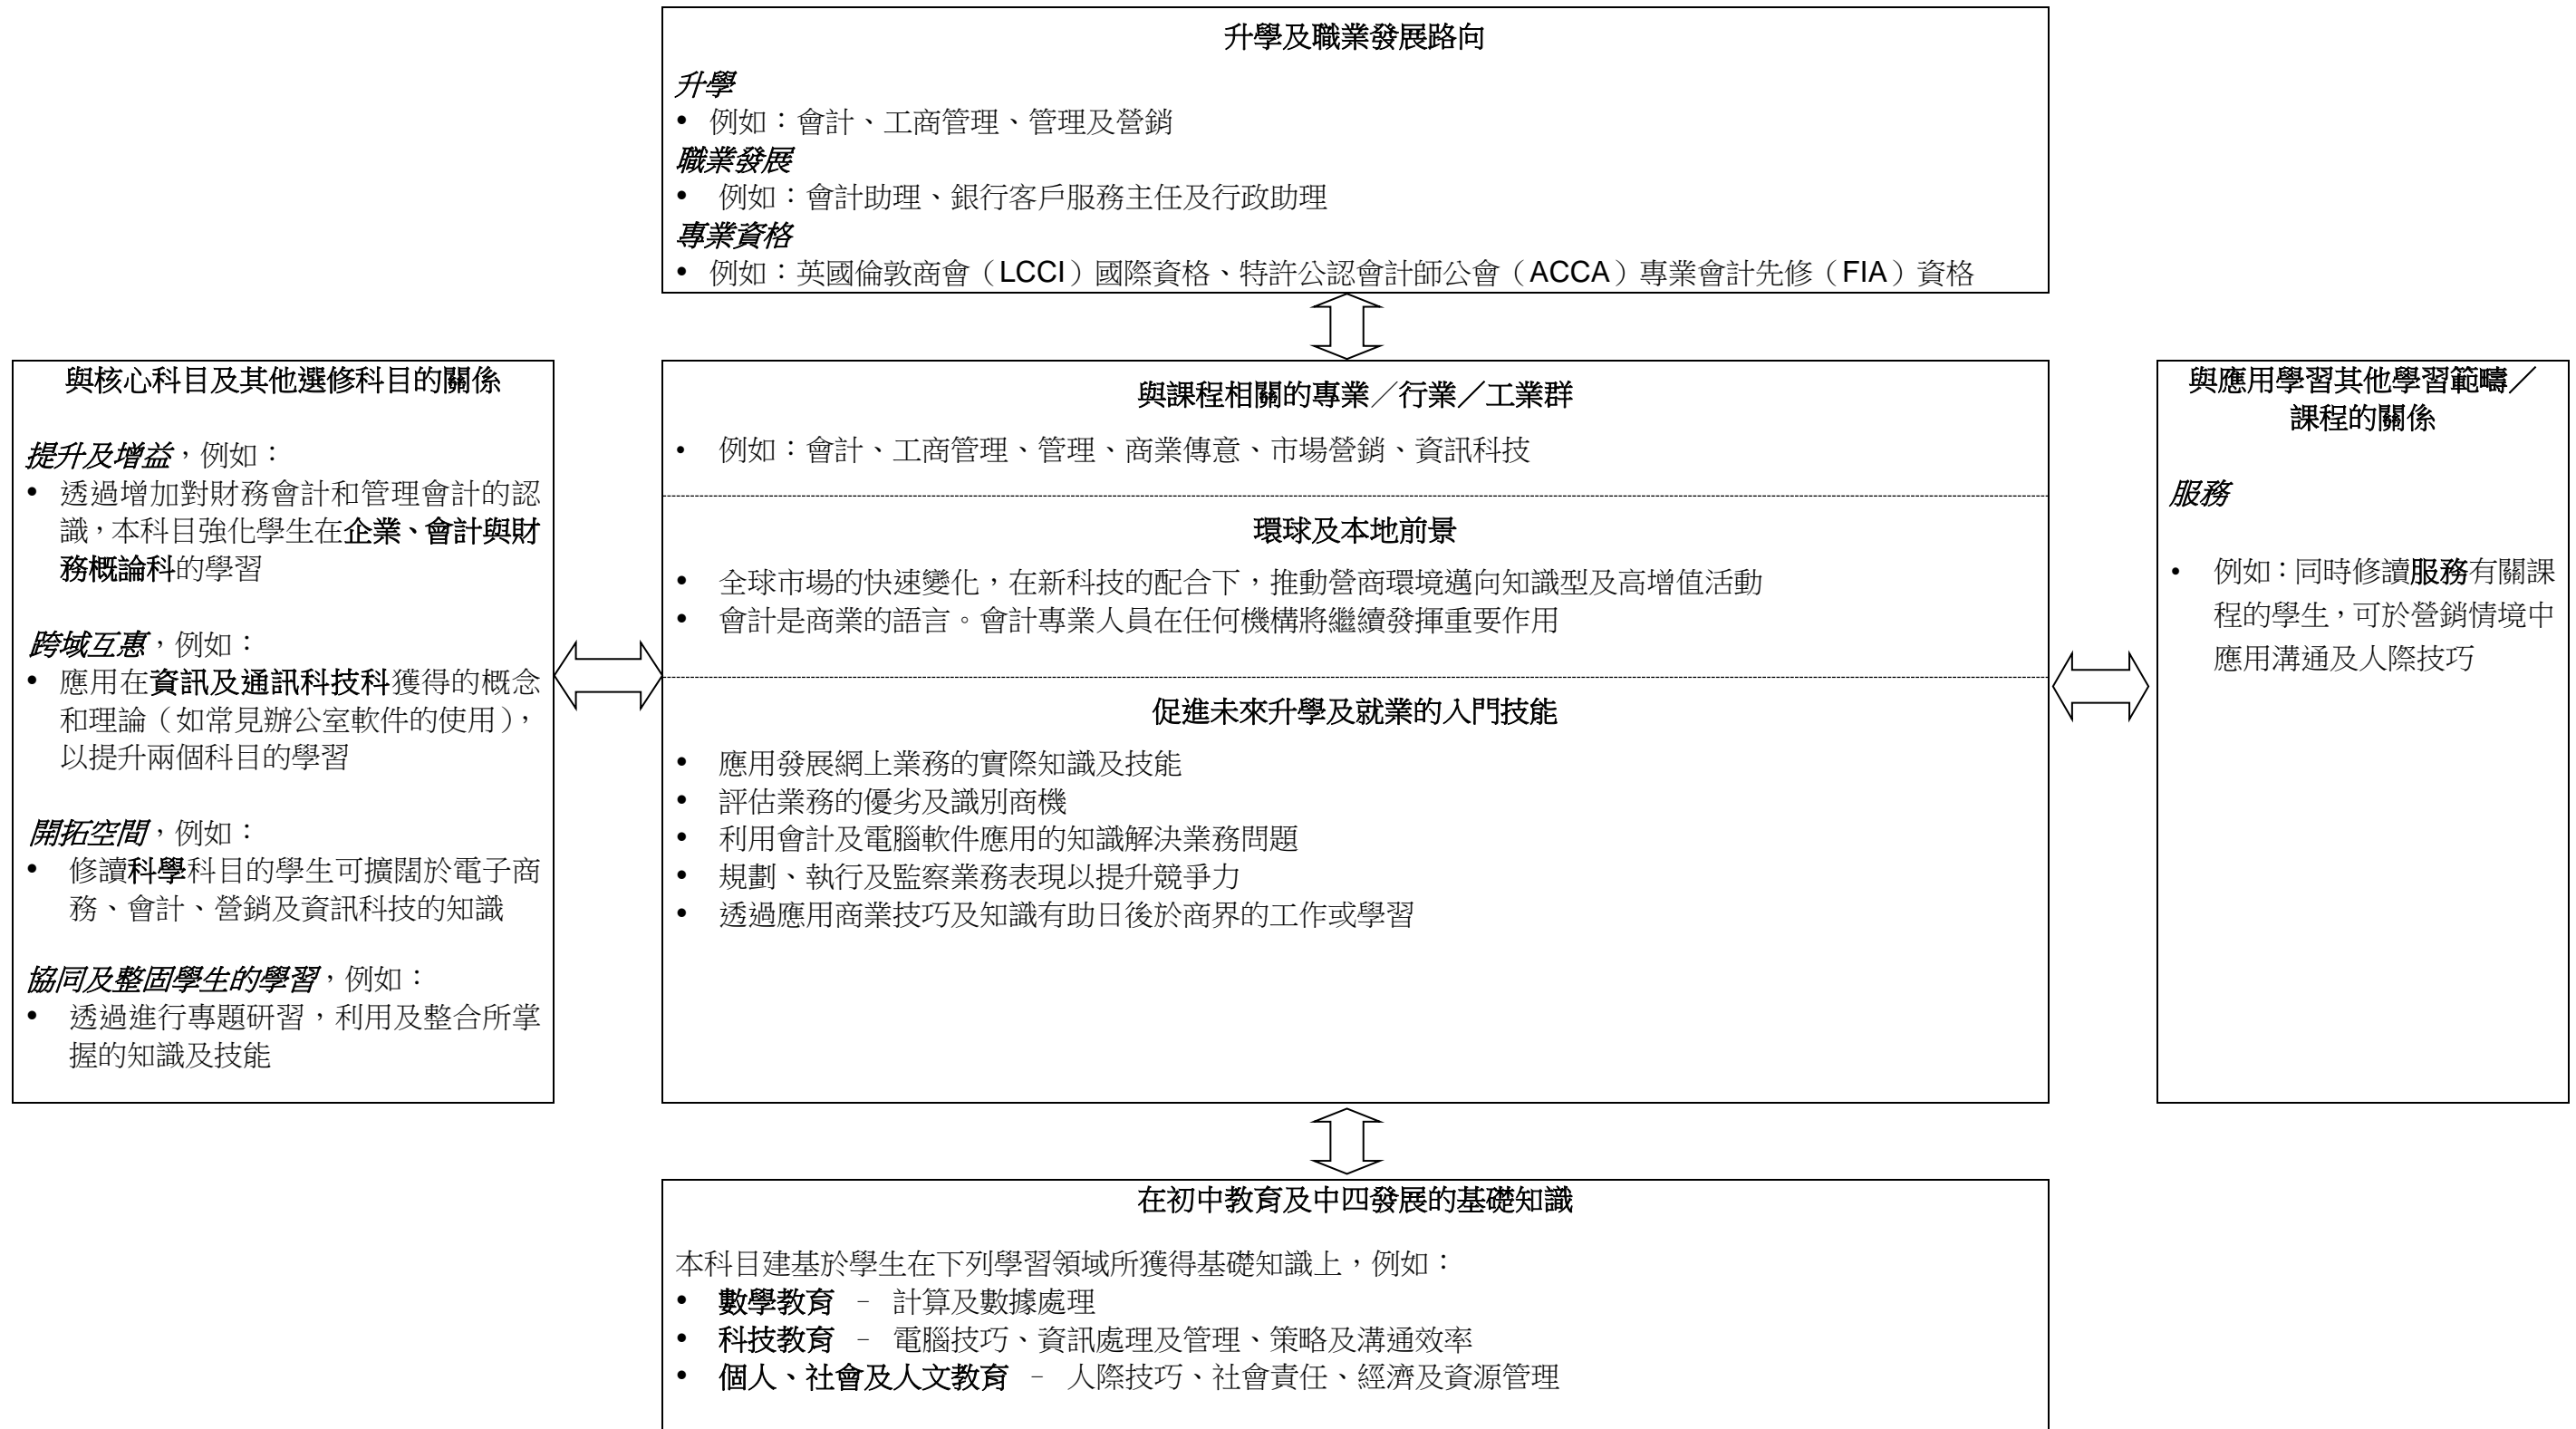 升學及職業發展路向
升學
• 例如：會計、工商管理、管理及營銷
職業發展
• 例如：會計助理、銀行客戶服務主任及行政助理
專業資格
• 例如：英國倫敦商會（LCCI）國際資格、特許公認會計師公會（ACCA）專業會計先修（FIA）資格
與核心科目及其他選修科目的關係
提升及增益，例如：
• 透過增加對財務會計和管理會計的認
識，本科目強化學生在企業、會計與財
務概論科的學習
跨域互惠，例如：
• 應用在資訊及通訊科技科獲得的概念
和理論（如常見辦公室軟件的使用），
以提升兩個科目的學習
開拓空間，例如：
• 修讀科學科目的學生可擴闊於電子商
務、會計、營銷及資訊科技的知識
協同及整固學生的學習，例如：
• 透過進行專題研習，利用及整合所掌
握的知識及技能
與課程相關的專業／行業／工業群
• 例如：會計、工商管理、管理、商業傳意、市場營銷、資訊科技
環球及本地前景
• 全球市場的快速變化，在新科技的配合下，推動營商環境邁向知識型及高增值活動
• 會計是商業的語言。會計專業人員在任何機構將繼續發揮重要作用
促進未來升學及就業的入門技能
• 應用發展網上業務的實際知識及技能
• 評估業務的優劣及識別商機
• 利用會計及電腦軟件應用的知識解決業務問題
• 規劃、執行及監察業務表現以提升競爭力
• 透過應用商業技巧及知識有助日後於商界的工作或學習
與應用學習其他學習範疇／
課程的關係
服務
• 例如：同時修讀服務有關課
程的學生，可於營銷情境中
應用溝通及人際技巧
在初中教育及中四發展的基礎知識
本科目建基於學生在下列學習領域所獲得基礎知識上，例如：
• 數學教育 – 計算及數據處理
• 科技教育 – 電腦技巧、資訊處理及管理、策略及溝通效率
• 個人、社會及人文教育 – 人際技巧、社會責任、經濟及資源管理